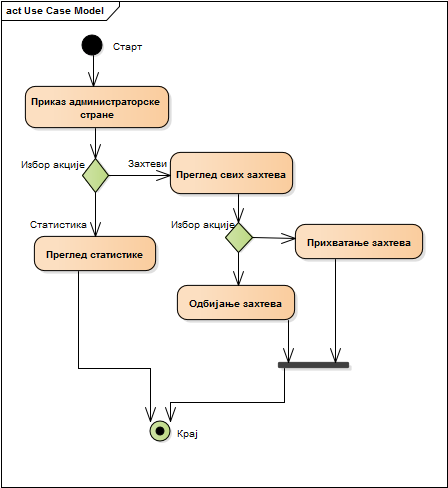 act Use Case Model
Старт
Приказ администраторске
стране
Избор акције
Захтеви
Преглед свих захтева
Статистика
Избор акције
Преглед статистике
Прихватање захтева
Одбијање захтева
Крај